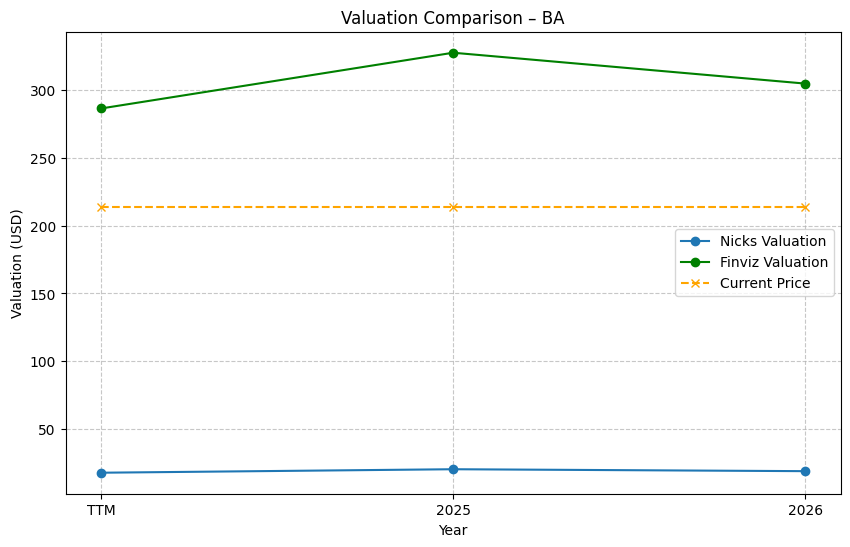 Valuation Comparison – BA
Valuation (USD)
300
250
200
150
100
50
Nicks Valuation
Finviz Valuation
Current Price
TTM
2025
2026
Year